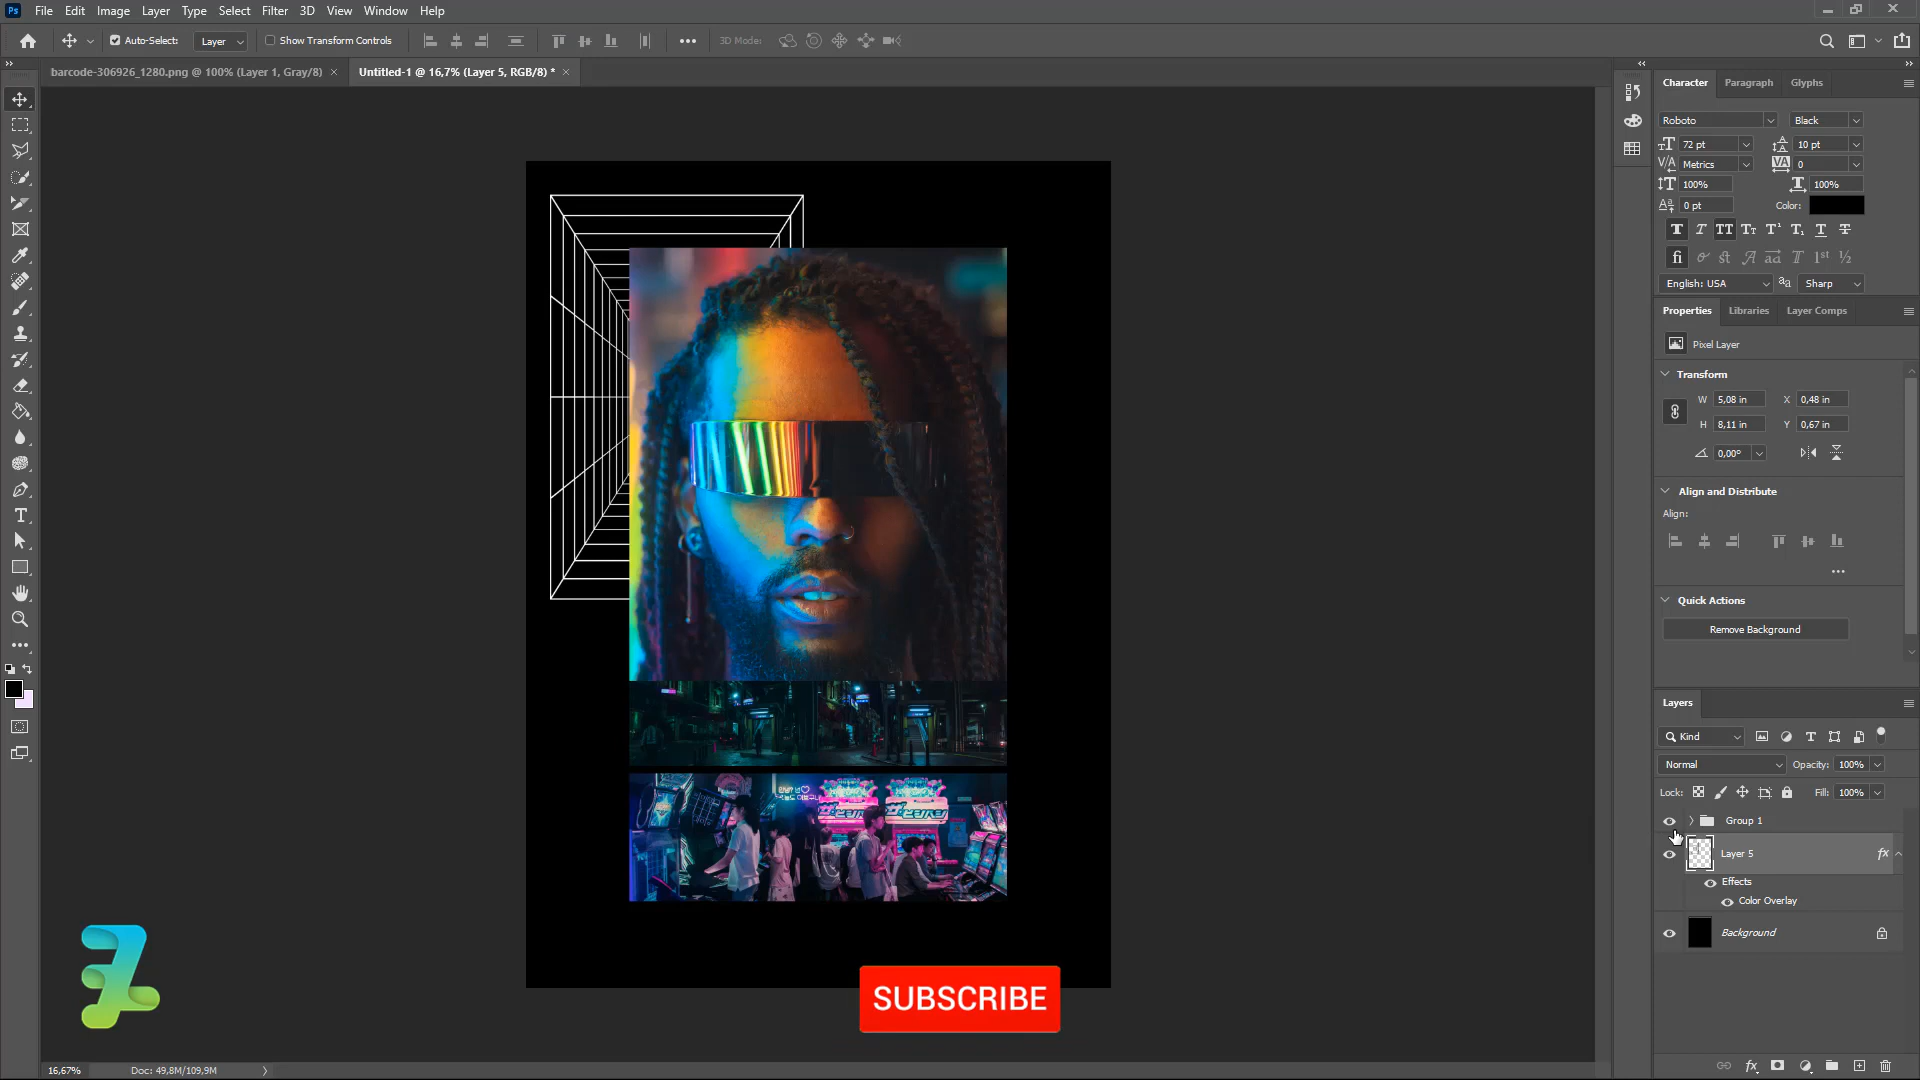 Ps File Edit Image Layer Type Select Filter 3D View Window Help
Auto-Select: Layer Show Transform Controls 3D Mode:
barcode-306926_1280.png @ 100% (Layer 1, Gray/8) × Untitled-1 @ 16,7% (Layer 5, RGB/8) * ×
Character Paragraph Glyphs
Roboto Black
72 pt 10 pt
Metrics 0
100% 100%
0 pt Color:
English: USA Sharp
Properties Libraries Layer Comps
Pixel Layer
Transform
W 5,08 in X 0,48 in
H 8,11 in Y 0,67 in
0,00°
Align and Distribute
Align:
Quick Actions
Remove Background
Layers
Kind
Normal Opacity: 100%
Lock: Fill: 100%
Group 1
Layer 5 fx
Effects
Color Overlay
Background
SUBSCRIBE
16,67% Doc: 49,8M/109,9M